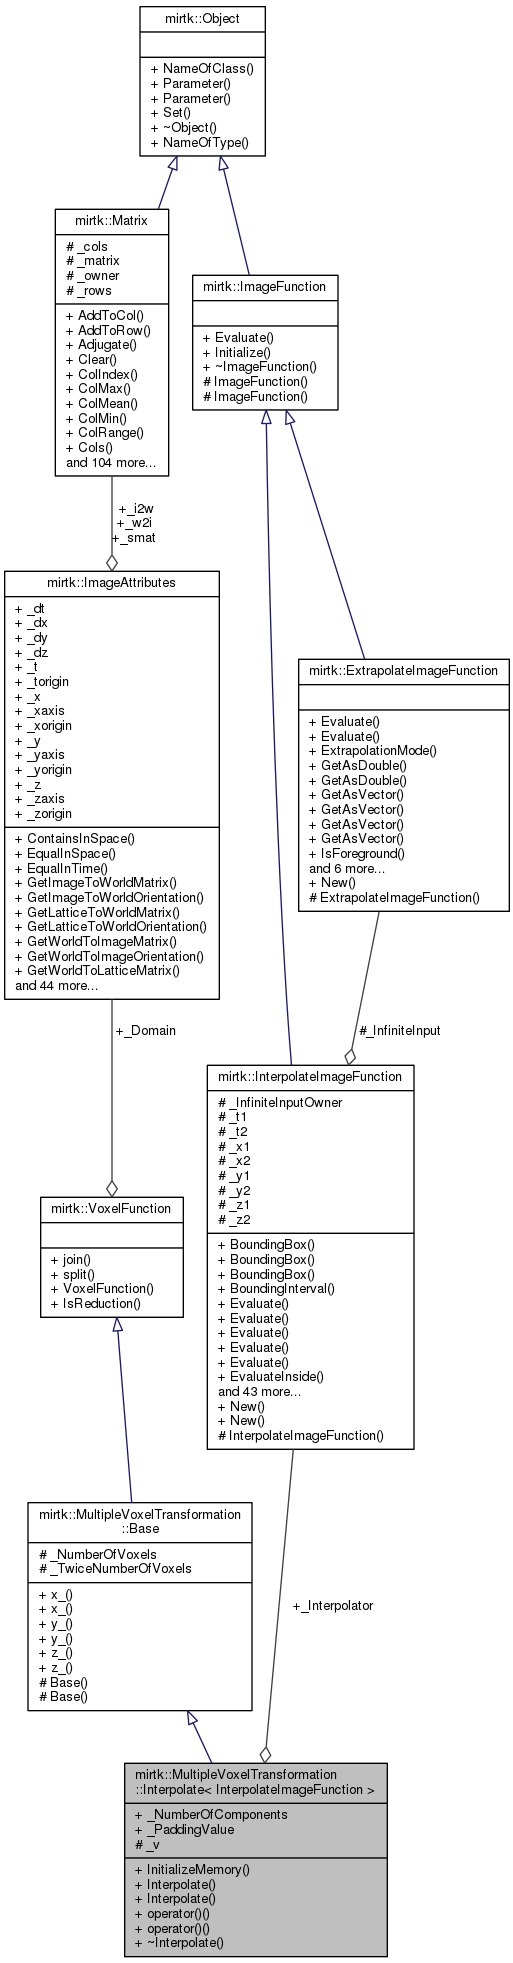 mirtk::Object
+ NameOfClass()
+ Parameter()
+ Parameter()
+ Set()
+ ~Object()
+ NameOfType()
mirtk::Matrix
# _cols
# _matrix
# _owner
# _rows
+ AddToCol()
+ AddToRow()
+ Adjugate()
+ Clear()
+ ColIndex()
+ ColMax()
+ ColMean()
+ ColMin()
+ ColRange()
+ Cols()
and 104 more...
mirtk::ImageFunction
+ Evaluate()
+ Initialize()
+ ~ImageFunction()
# ImageFunction()
# ImageFunction()
+_i2w
+_w2i
+_smat
mirtk::ImageAttributes
+ _dt
+ _dx
+ _dy
+ _dz
+ _t
+ _torigin
+ _x
+ _xaxis
+ _xorigin
+ _y
+ _yaxis
+ _yorigin
+ _z
+ _zaxis
+ _zorigin
+ ContainsInSpace()
+ EqualInSpace()
+ EqualInTime()
+ GetImageToWorldMatrix()
+ GetImageToWorldOrientation()
+ GetLatticeToWorldMatrix()
+ GetLatticeToWorldOrientation()
+ GetWorldToImageMatrix()
+ GetWorldToImageOrientation()
+ GetWorldToLatticeMatrix()
and 44 more...
mirtk::ExtrapolateImageFunction
+ Evaluate()
+ Evaluate()
+ ExtrapolationMode()
+ GetAsDouble()
+ GetAsDouble()
+ GetAsVector()
+ GetAsVector()
+ GetAsVector()
+ GetAsVector()
+ IsForeground()
and 6 more...
+ New()
# ExtrapolateImageFunction()
+_Domain
#_InfiniteInput
mirtk::InterpolateImageFunction
# _InfiniteInputOwner
# _t1
# _t2
# _x1
# _x2
# _y1
# _y2
# _z1
# _z2
+ BoundingBox()
+ BoundingBox()
+ BoundingBox()
+ BoundingInterval()
+ Evaluate()
+ Evaluate()
+ Evaluate()
+ Evaluate()
+ Evaluate()
+ EvaluateInside()
and 43 more...
+ New()
+ New()
# InterpolateImageFunction()
mirtk::VoxelFunction
+ join()
+ split()
+ VoxelFunction()
+ IsReduction()
mirtk::MultipleVoxelTransformation
::Base
# _NumberOfVoxels
# _TwiceNumberOfVoxels
+ x_()
+ x_()
+ y_()
+ y_()
+ z_()
+ z_()
# Base()
# Base()
+_Interpolator
mirtk::MultipleVoxelTransformation
::Interpolate< InterpolateImageFunction >
+ _NumberOfComponents
+ _PaddingValue
# _v
+ InitializeMemory()
+ Interpolate()
+ Interpolate()
+ operator()()
+ operator()()
+ ~Interpolate()